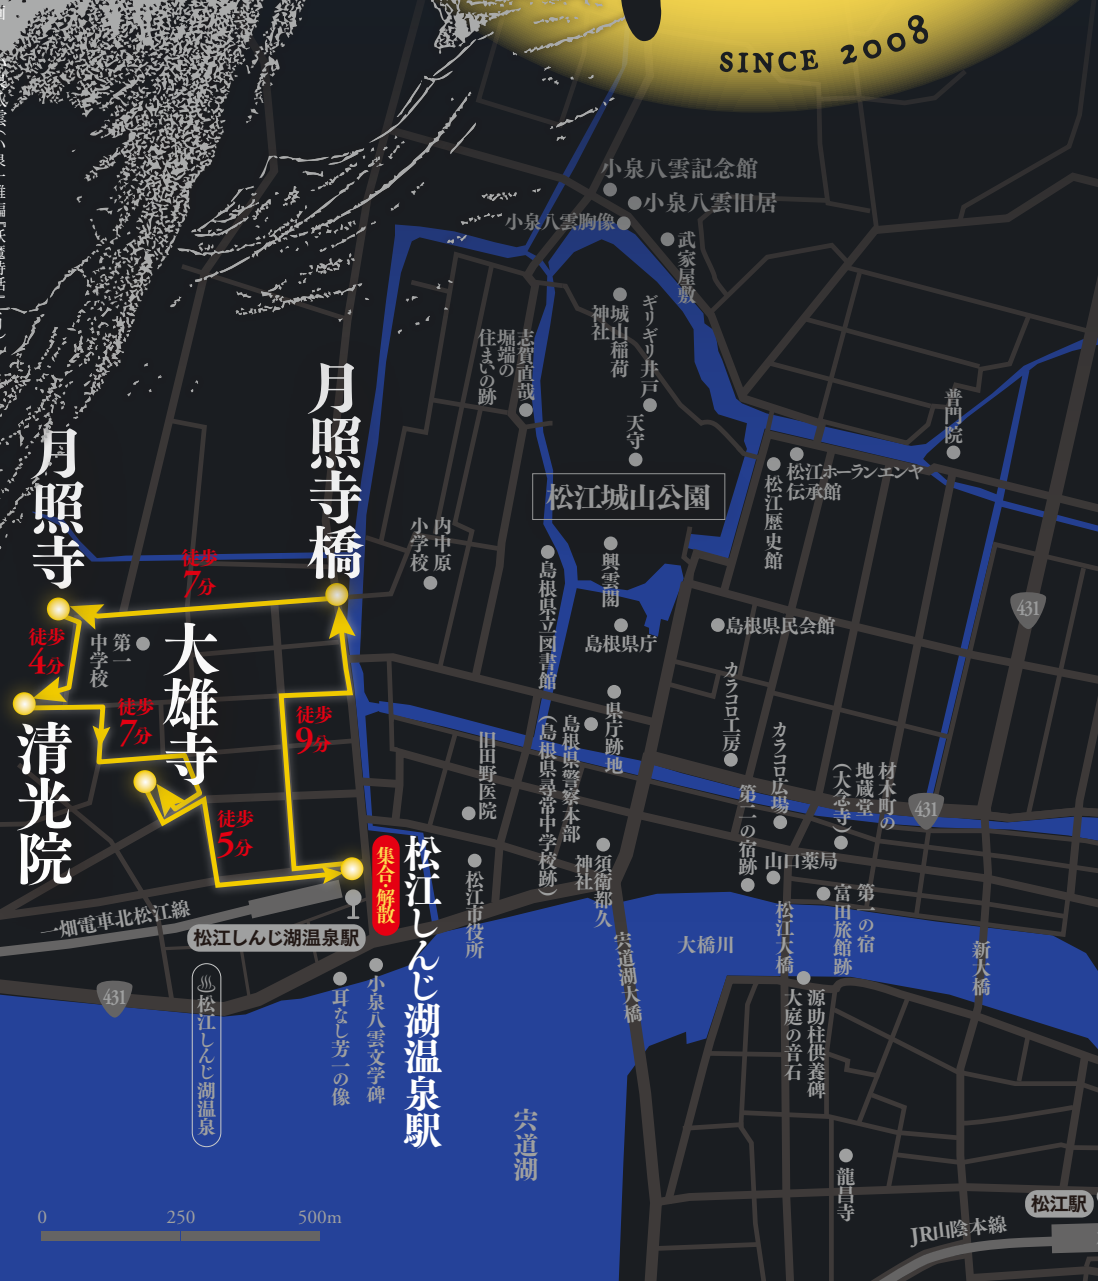 SINCE 2008
小泉八雲記念館
小泉八雲旧居
小泉八雲胸像
武家屋敷
城山稲荷
神社
ギリギリ井戸
志賀直哉
堀端の
住まいの跡
天守
普門院
松江ホーランエンヤ
伝承館
松江歴史館
松江城山公園
内中原
小学校
興雲閣
島根県立図書館
島根県庁
島根県民会館
431
月照寺橋
月照寺
徒歩
7分
徒歩
4分
第一
中学校
大雄寺
徒歩
7分
清光院
徒歩
9分
徒歩
5分
カラコロ工房
カラコロ広場
県庁跡地
島根県警察本部
(島根県尋常中学校跡)
旧田野医院
材木町の
地蔵堂
(大念寺)
431
第二の宿跡
山口薬局
須衛都久
神社
第一の宿
富田旅館跡
松江しんじ湖温泉駅
集合・解散
松江市役所
一畑電車北松江線
松江しんじ湖温泉駅
431
松江しんじ湖温泉
耳なし芳一の像
小泉八雲文学碑
宍道湖大橋
大橋川
松江大橋
新大橋
源助柱供養碑
大庭の音石
宍道湖
龍昌寺
松江駅
JR山陰本線
0 250 500m